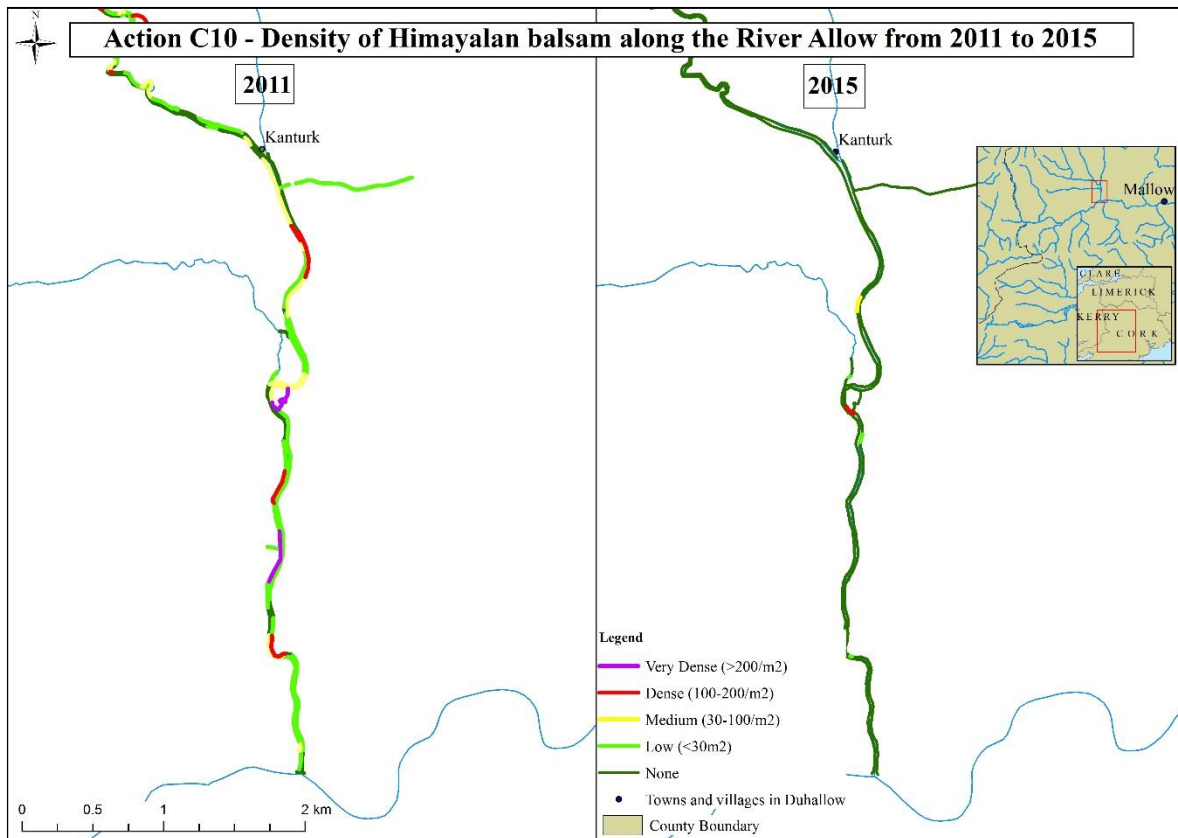 N
Action C10 - Density of Himayalan balsam along the River Allow from 2011 to 2015
2011
Kanturk
0 0.5 1 2 km
2015
Kanturk
Mallow
CLARE
LIMERICK
KERRY
CORK
Legend
Very Dense (>200/m2)
Dense (100-200/m2)
Medium (30-100/m2)
Low (<30m2)
None
Towns and villages in Duhallow
County Boundary